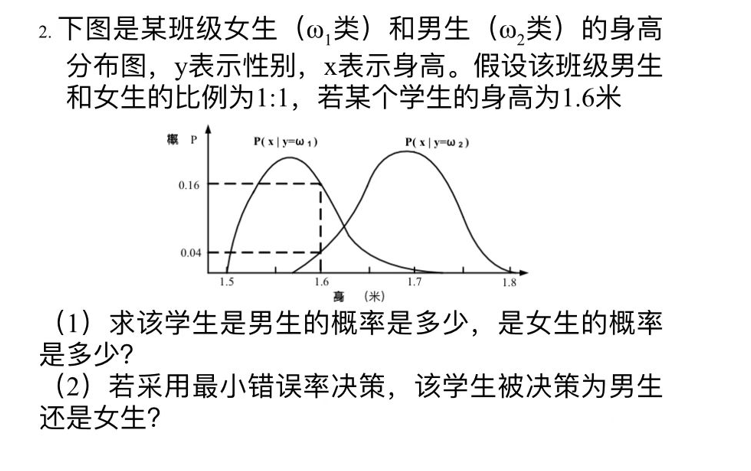 2. 下图是某班级女生（ω₁类）和男生（ω₂类）的身高
分布图，y表示性别，x表示身高。假设该班级男生
和女生的比例为1:1，若某个学生的身高为1.6米
概 P
P( x | y=ω ₁ )
P( x | y=ω ₂ )
0.16
0.04
1.5
1.6
1.7
1.8
高 （米）
（1）求该学生是男生的概率是多少，是女生的概率
是多少？
（2）若采用最小错误率决策，该学生被决策为男生
还是女生？